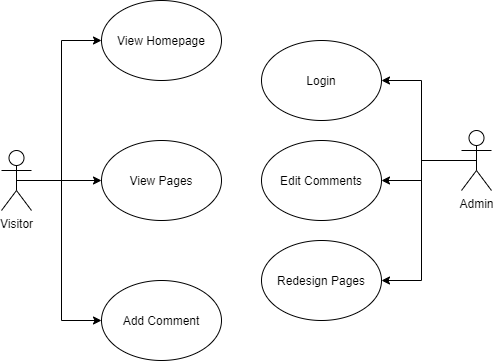 View Homepage
Login
View Pages
Edit Comments
Visitor
Admin
Redesign Pages
Add Comment